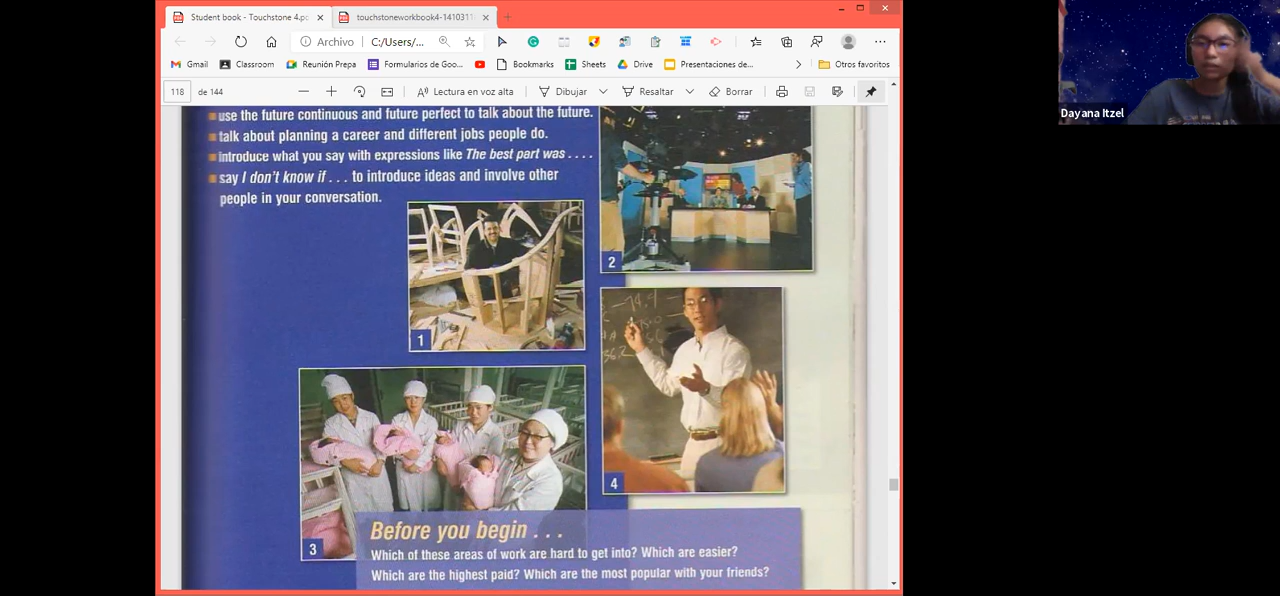 Student book - Touchstone 4.pd
touchstoneworkbook4-1410311
Archivo
C:/Users/...
Gmail
Classroom
Reunión Prepa
Formularios de Goo...
Bookmarks
Sheets
Drive
Presentaciones de...
Otros favoritos
118 de 144
Lectura en voz alta
Dibujar
Resaltar
Borrar
use the future continuous and future perfect to talk about the future.
talk about planning a career and different jobs people do.
introduce what you say with expressions like The best part was . . . .
say I don't know if . . . to introduce ideas and involve other
people in your conversation.
1
2
3
4
Before you begin . . .
Which of these areas of work are hard to get into? Which are easier?
Which are the highest paid? Which are the most popular with your friends?
Dayana Itzel